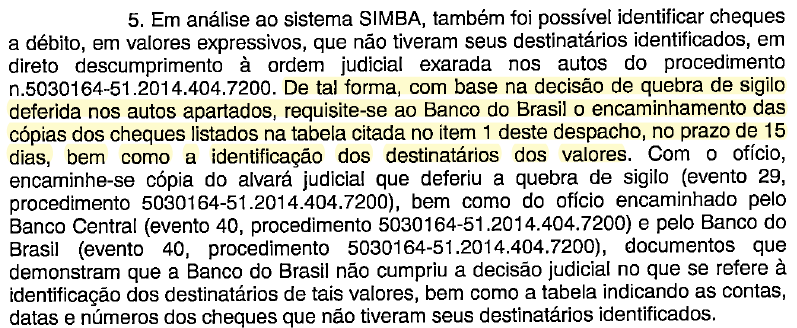 5. Em análise ao sistema SIMBA, também foi possível identificar cheques
a débito, em valores expressivos, que não tiveram seus destinatários identificados, em
direto descumprimento à ordem judicial exarada nos autos do procedimento
n.5030164-51.2014.404.7200. De tal forma, com base na decisão de quebra de sigilo
deferida nos autos apartados, requisite-se ao Banco do Brasil o encaminhamento das
cópias dos cheques listados na tabela citada no item 1 deste despacho, no prazo de 15
dias, bem como a identificação dos destinatários dos valores. Com o ofício,
encaminhe-se cópia do alvará judicial que deferiu a quebra de sigilo (evento 29,
procedimento 5030164-51.2014.404.7200), bem como do ofício encaminhado pelo
Banco Central (evento 40, procedimento 5030164-51.2014.404.7200) e pelo Banco do
Brasil (evento 40, procedimento 5030164-51.2014.404.7200), documentos que
demonstram que a Banco do Brasil não cumpriu a decisão judicial no que se refere à
identificação dos destinatários de tais valores, bem como a tabela indicando as contas,
datas e números dos cheques que não tiveram seus destinatários identificados.